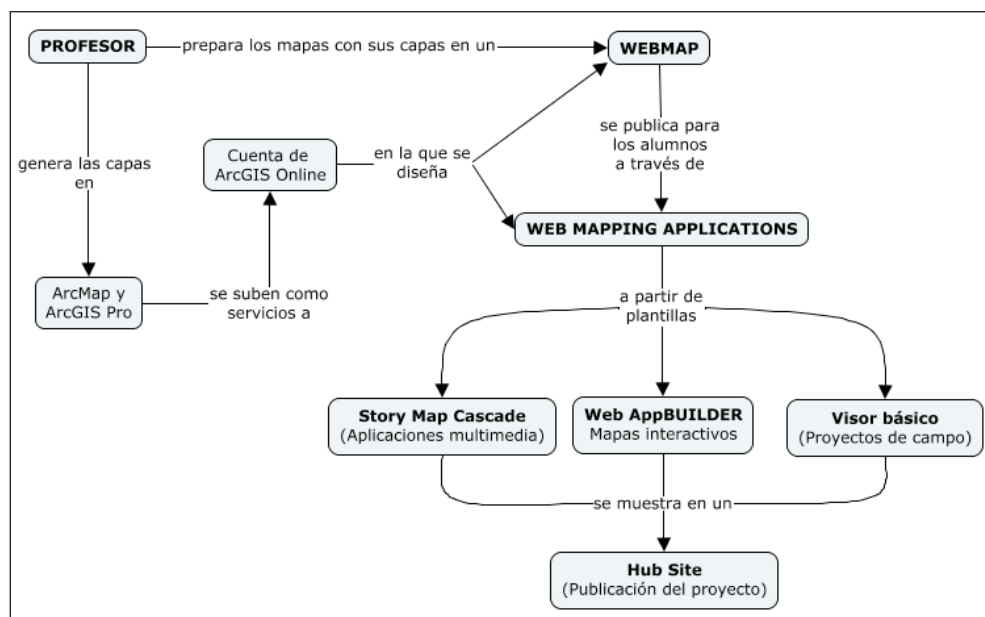 PROFESOR
prepara los mapas con sus capas en un
WEBMAP
genera las capas
en
ArcMap y
ArcGIS Pro
se suben como
servicios a
Cuenta de
ArcGIS Online
en la que se
diseña
se publica para
los alumnos
a través de
WEB MAPPING APPLICATIONS
a partir de
plantillas
Story Map Cascade
(Aplicaciones multimedia)
Web AppBUILDER
Mapas interactivos
Visor básico
(Proyectos de campo)
se muestra en un
Hub Site
(Publicación del proyecto)